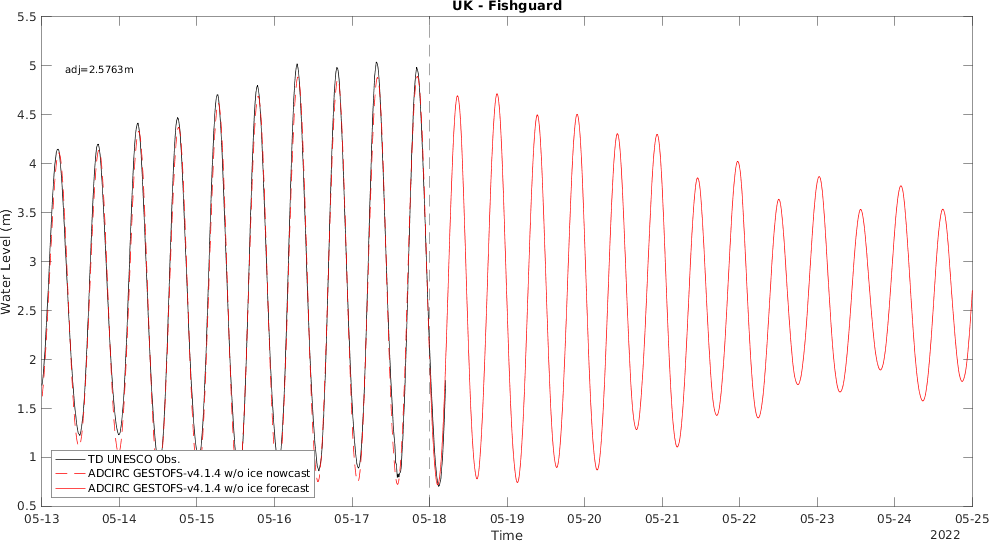 UK - Fishguard
5.5
5
4.5
4
3.5
3
2.5
2
1.5
1
0.5
Water Level (m)
adj=2.5763m
TD UNESCO Obs.
ADCIRC GESTOFS-v4.1.4 w/o ice nowcast
ADCIRC GESTOFS-v4.1.4 w/o ice forecast
05-13 05-14 05-15 05-16 05-17 05-18 05-19 05-20 05-21 05-22 05-23 05-24 05-25
Time
2022